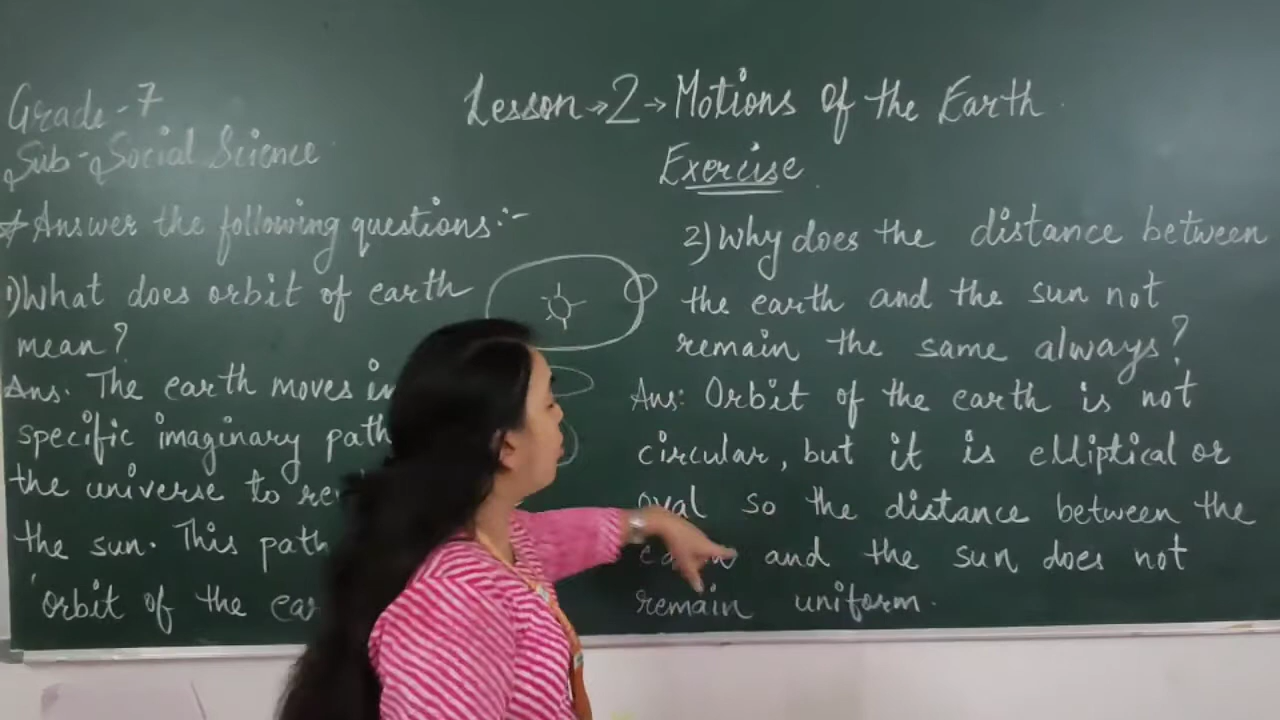 Grade-7
Sub-Social Science
Lesson→2→Motions of the Earth
Exercise
*Answer the following questions:-
1)What does orbit of earth
mean?
Ans. The earth moves in
specific imaginary path
the universe to
the sun. This path
'orbit of the
2)Why does the distance between
the earth and the sun not
remain the same always?
Ans: Orbit of the earth is not
circular, but it is elliptical or
oval so the distance between the
and the sun does not
remain uniform.